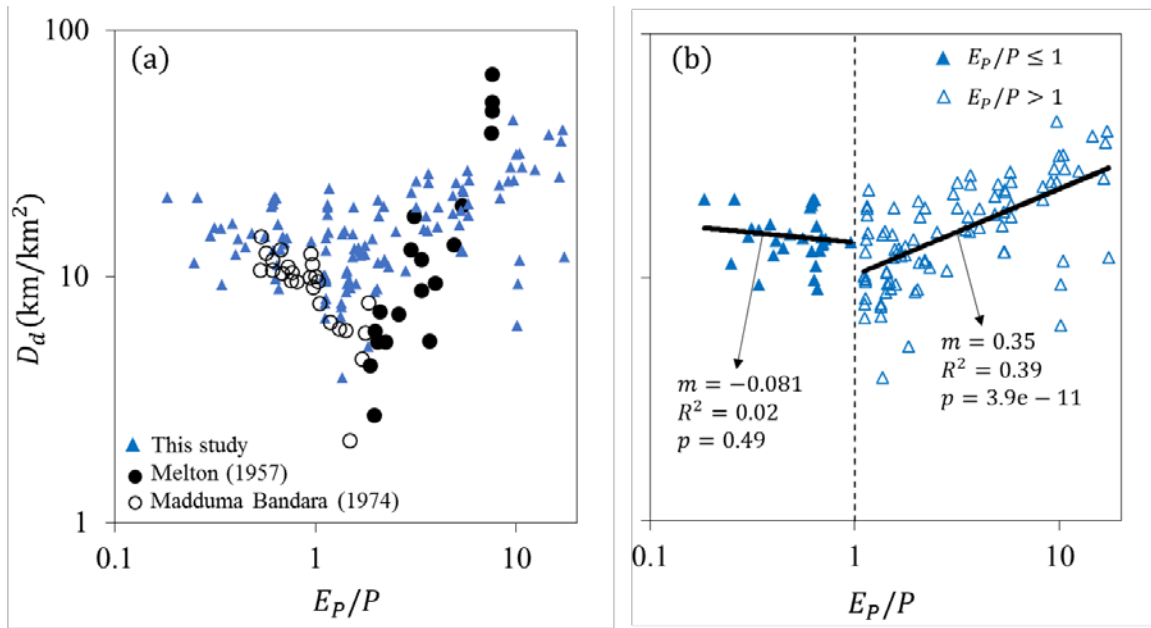 100
(a)
D_d (km/km²)
10
1
0.1
1
10
E_P/P
This study
Melton (1957)
Madduma Bandara (1974)
(b)
E_P/P ≤ 1
E_P/P > 1
m = −0.081
R² = 0.02
p = 0.49
m = 0.35
R² = 0.39
p = 3.9e − 11
0.1
1
10
E_P/P